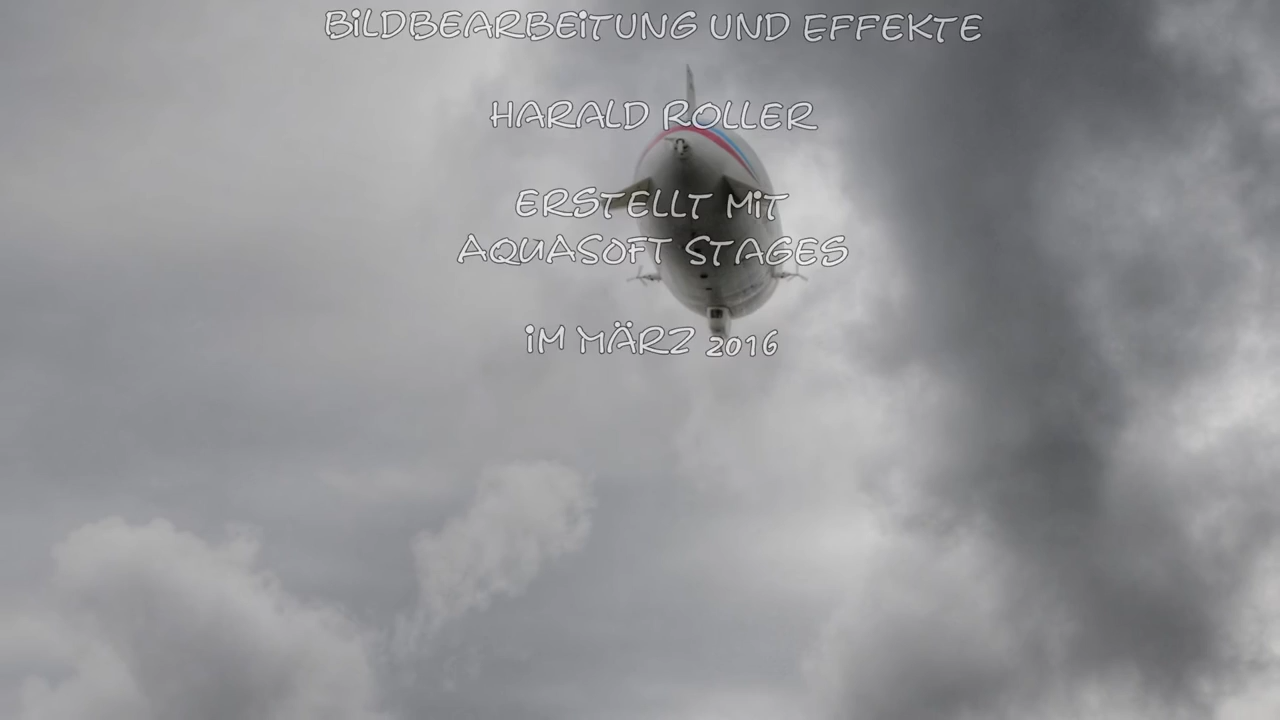 BiLDBEARBEiTUNG UND EFFEKTE
HARALD ROLLER
ERSTELLT MiT
AQUASOFT STAGES
iM MÄRZ 2016